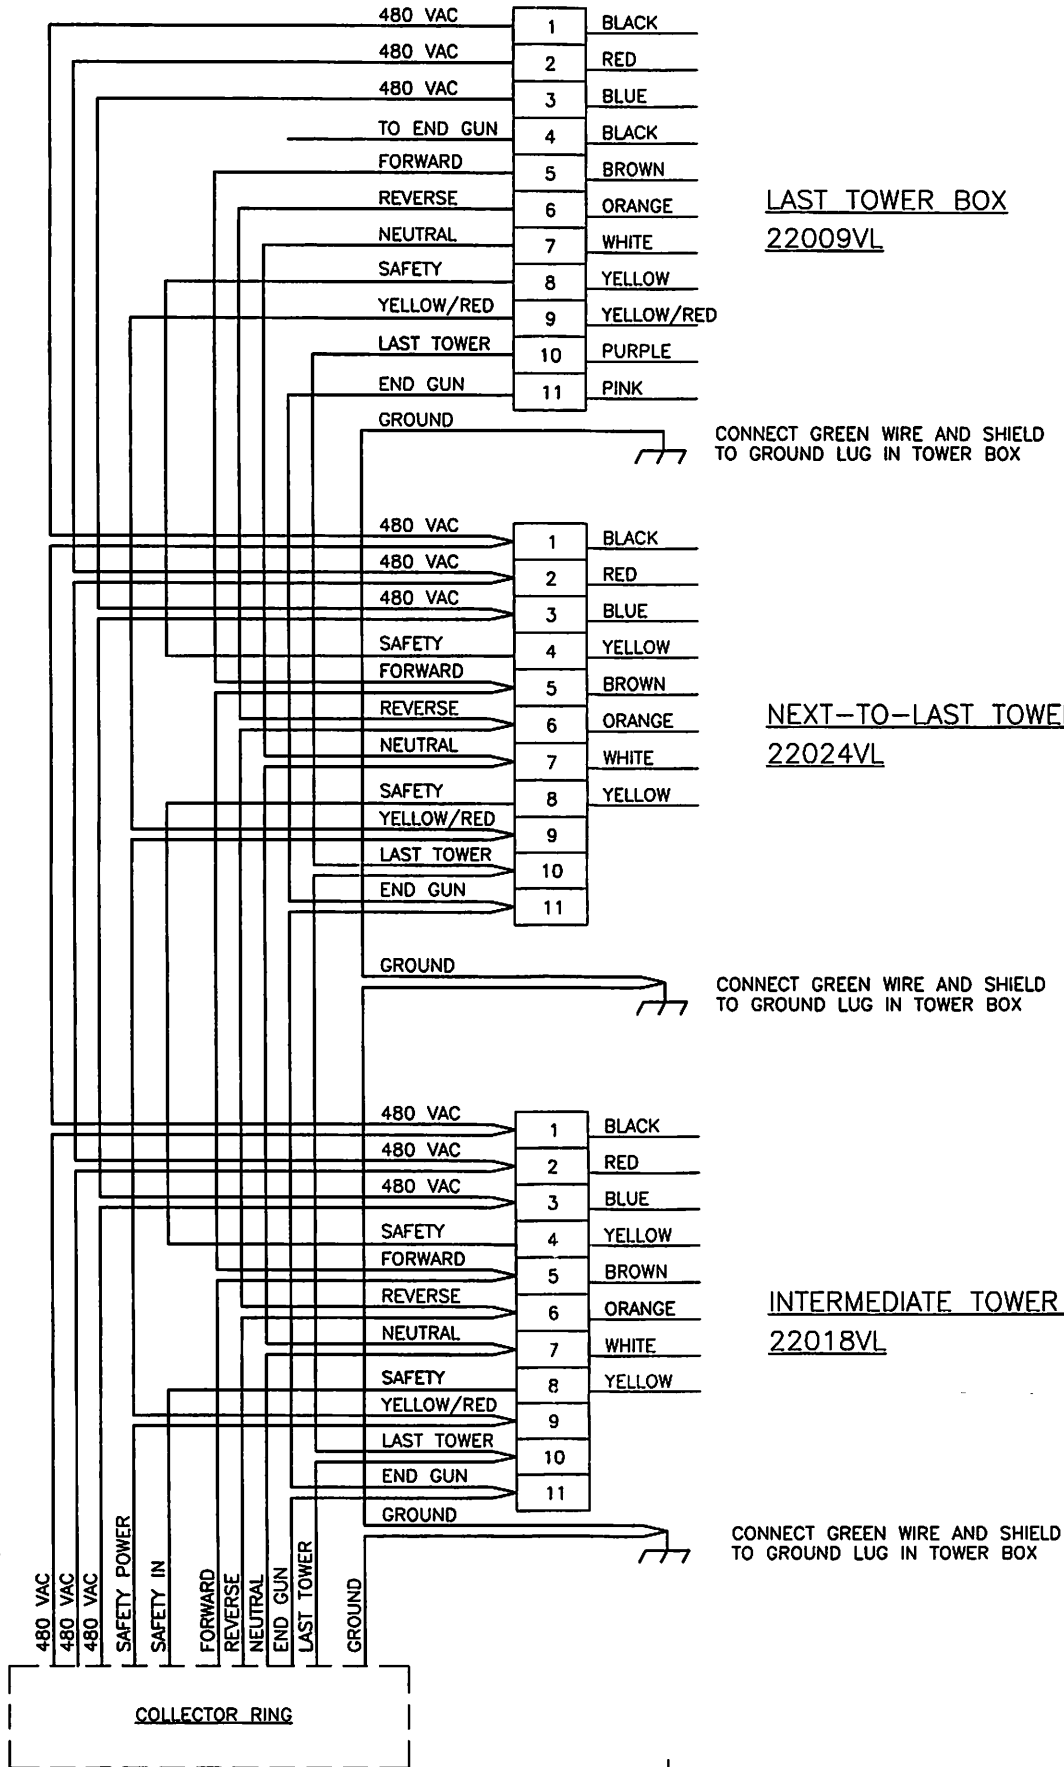 480 VAC 1 BLACK
480 VAC 2 RED
480 VAC 3 BLUE
TO END GUN 4 BLACK
FORWARD 5 BROWN
REVERSE 6 ORANGE
NEUTRAL 7 WHITE
SAFETY 8 YELLOW
YELLOW/RED 9 YELLOW/RED
LAST TOWER 10 PURPLE
END GUN 11 PINK
GROUND
LAST TOWER BOX
22009VL
CONNECT GREEN WIRE AND SHIELD
TO GROUND LUG IN TOWER BOX
480 VAC 1 BLACK
480 VAC 2 RED
480 VAC 3 BLUE
SAFETY 4 YELLOW
FORWARD 5 BROWN
REVERSE 6 ORANGE
NEUTRAL 7 WHITE
SAFETY 8 YELLOW
YELLOW/RED 9
LAST TOWER 10
END GUN 11
GROUND
NEXT-TO-LAST TOWER
22024VL
CONNECT GREEN WIRE AND SHIELD
TO GROUND LUG IN TOWER BOX
480 VAC 1 BLACK
480 VAC 2 RED
480 VAC 3 BLUE
SAFETY 4 YELLOW
FORWARD 5 BROWN
REVERSE 6 ORANGE
NEUTRAL 7 WHITE
SAFETY 8 YELLOW
YELLOW/RED 9
LAST TOWER 10
END GUN 11
GROUND
INTERMEDIATE TOWER
22018VL
CONNECT GREEN WIRE AND SHIELD
TO GROUND LUG IN TOWER BOX
480 VAC
480 VAC
480 VAC
SAFETY POWER
SAFETY IN
FORWARD
REVERSE
NEUTRAL
END GUN
LAST TOWER
GROUND
COLLECTOR RING